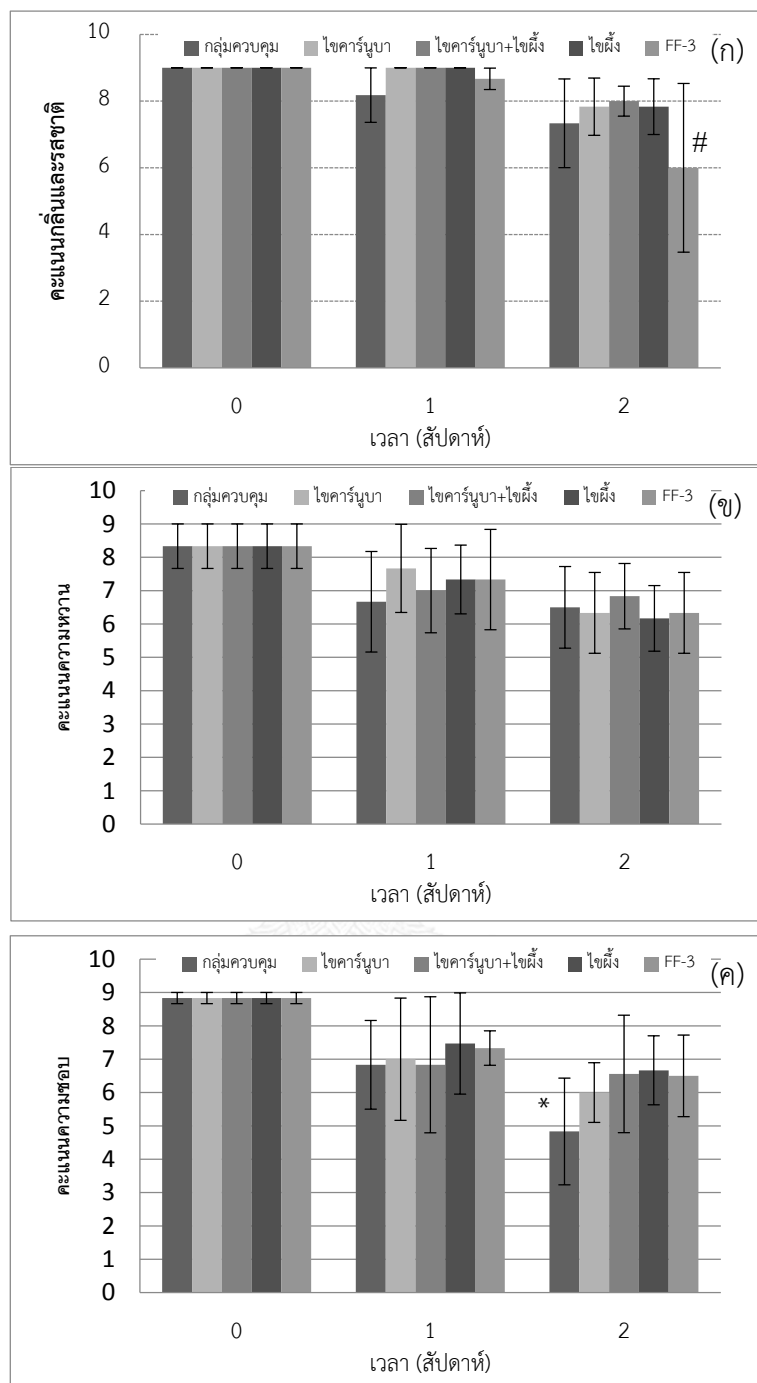 กลุ่มควบคุม ไขคาร์นูบา ไขคาร์นูบา+ไขผึ้ง ไขผึ้ง FF-3 (ก)
10
8
6
4
2
0
#
คะแนนกลิ่นและรสชาติ
0 1 2
เวลา (สัปดาห์)
กลุ่มควบคุม ไขคาร์นูบา ไขคาร์นูบา+ไขผึ้ง ไขผึ้ง FF-3 (ข)
10
9
8
7
6
5
4
3
2
1
0
คะแนนความหวาน
0 1 2
เวลา (สัปดาห์)
กลุ่มควบคุม ไขคาร์นูบา ไขคาร์นูบา+ไขผึ้ง ไขผึ้ง FF-3 (ค)
10
9
8
7
6
5
4
3
2
1
0
*
คะแนนความชอบ
0 1 2
เวลา (สัปดาห์)